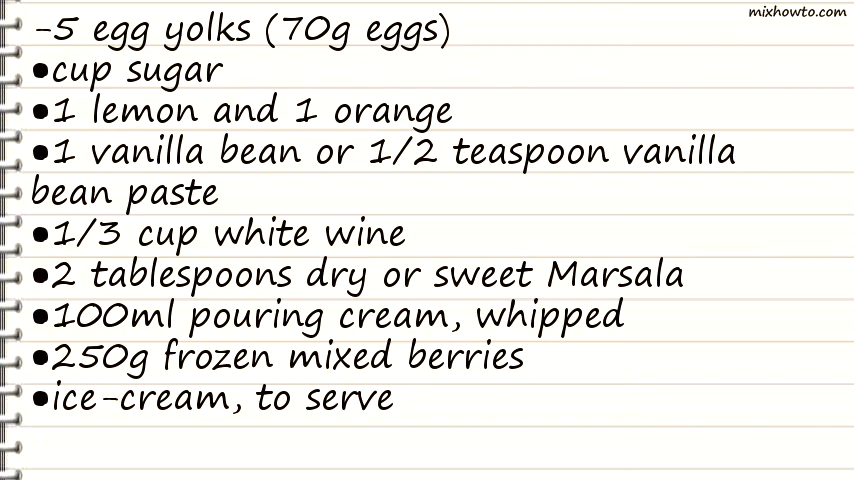 mixhowto.com
-5 egg yolks (70g eggs)
•cup sugar
•1 lemon and 1 orange
•1 vanilla bean or 1/2 teaspoon vanilla
bean paste
•1/3 cup white wine
•2 tablespoons dry or sweet Marsala
•100ml pouring cream, whipped
•250g frozen mixed berries
•ice-cream, to serve